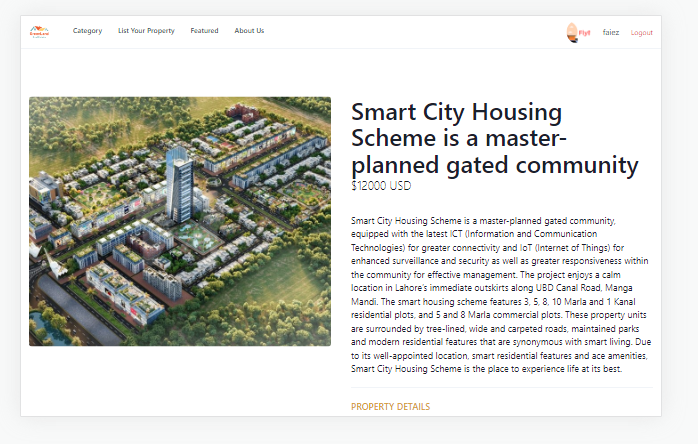 GreenLand
Category
List Your Property
Featured
About Us
faiez
Logout
Smart City Housing
Scheme is a master-
planned gated community
$12000 USD
Smart City Housing Scheme is a master-planned gated community,
equipped with the latest ICT (Information and Communication
Technologies) for greater connectivity and IoT (Internet of Things) for
enhanced surveillance and security as well as greater responsiveness within
the community for effective management. The project enjoys a calm
location in Lahore's immediate outskirts along UBD Canal Road, Manga
Mandi. The smart housing scheme features 3, 5, 8, 10 Marla and 1 Kanal
residential plots, and 5 and 8 Marla commercial plots. These property units
are surrounded by tree-lined, wide and carpeted roads, maintained parks
and modern residential features that are synonymous with smart living. Due
to its well-appointed location, smart residential features and ace amenities,
Smart City Housing Scheme is the place to experience life at its best.
PROPERTY DETAILS